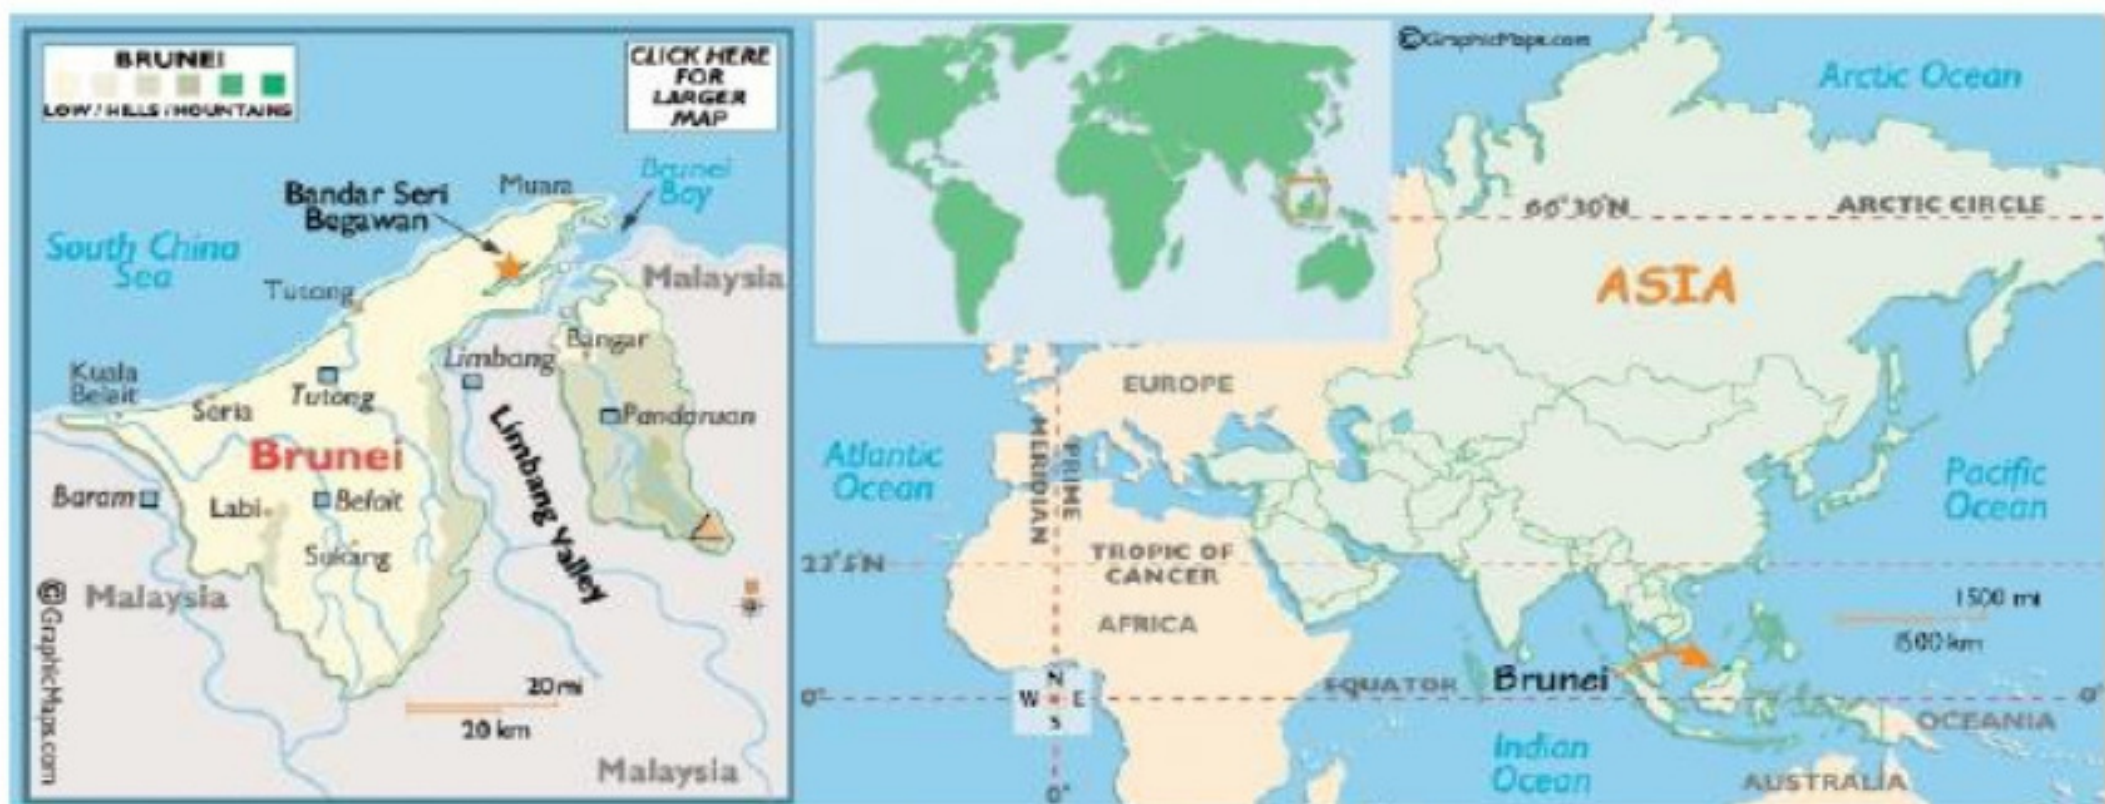 BRUNEI
LOW / HILLS / MOUNTAINS
CLICK HERE
FOR
LARGER
MAP
Brunei
Bay
Muara
Bandar Seri
Begawan
South China
Sea
Malaysia
Tutong
Bangar
Limbang
Kuala
Belait
Seria
Tutong
Pandaruan
Limbang Valley
Brunei
Baram
Labi
Belait
Sukang
Malaysia
20 mi
20 km
Malaysia
©GraphicMaps.com
©GraphicMaps.com
Arctic Ocean
66°30'N
ARCTIC CIRCLE
ASIA
EUROPE
Atlantic
Ocean
PRIME
MERIDIAN
Pacific
Ocean
TROPIC OF
CANCER
AFRICA
1500 mi
1500 km
Brunei
N
W
E
S
EQUATOR
0°
0°
0°
OCEANIA
Indian
Ocean
AUSTRALIA